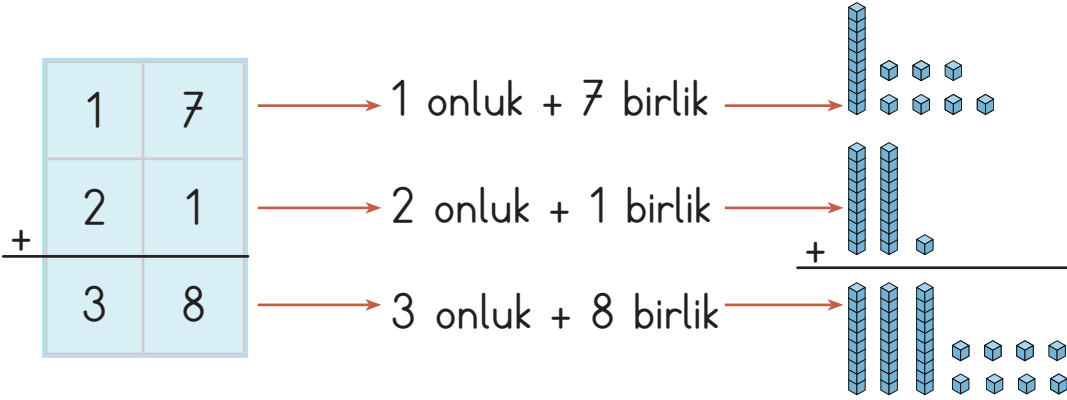 1 7 1 onluk + 7 birlik
2 1 2 onluk + 1 birlik
+ +
3 8 3 onluk + 8 birlik